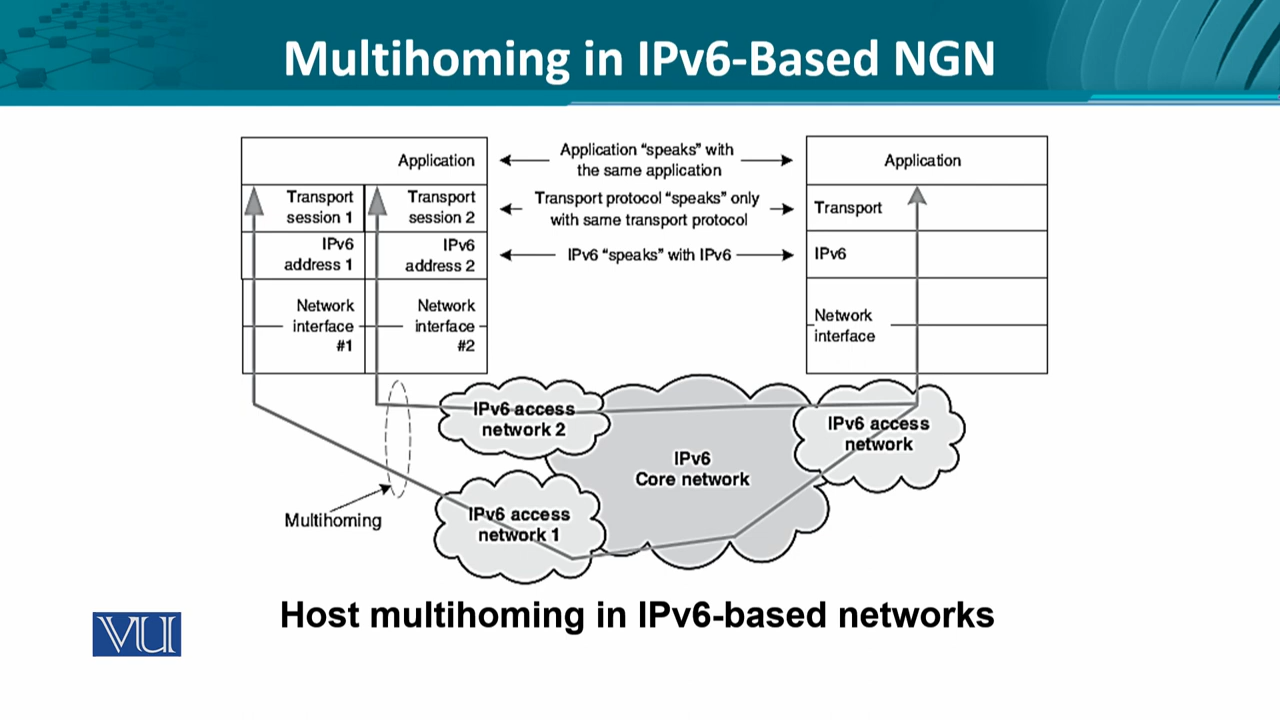 Multihoming in IPv6-Based NGN
Application
Transport
session 1
Transport
session 2
IPv6
address 1
IPv6
address 2
Network
interface
#1
Network
interface
#2
Application “speaks” with
the same application
Transport protocol “speaks” only
with same transport protocol
IPv6 “speaks” with IPv6
Application
Transport
IPv6
Network
interface
IPv6 access
network 2
IPv6
Core network
IPv6 access
network
IPv6 access
network 1
Multihoming
Host multihoming in IPv6-based networks
VU